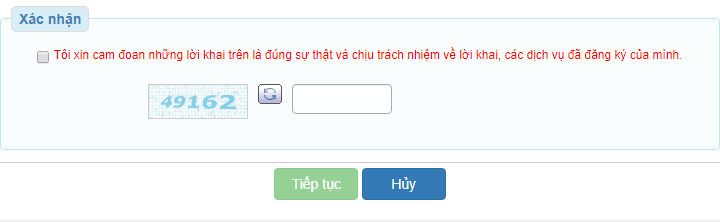 Xác nhận
Tôi xin cam đoan những lời khai trên là đúng sự thật và chịu trách nhiệm về lời khai, các dịch vụ đã đăng ký của mình.
49162
Tiếp tục Hủy